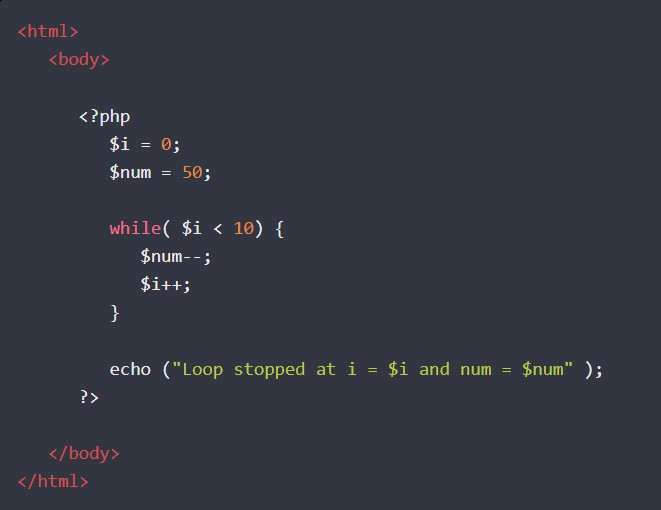 <html>
<body>
<?php
$i = 0;
$num = 50;
while( $i < 10) {
$num--;
$i++;
}
echo ("Loop stopped at i = $i and num = $num" );
?>
</body>
</html>